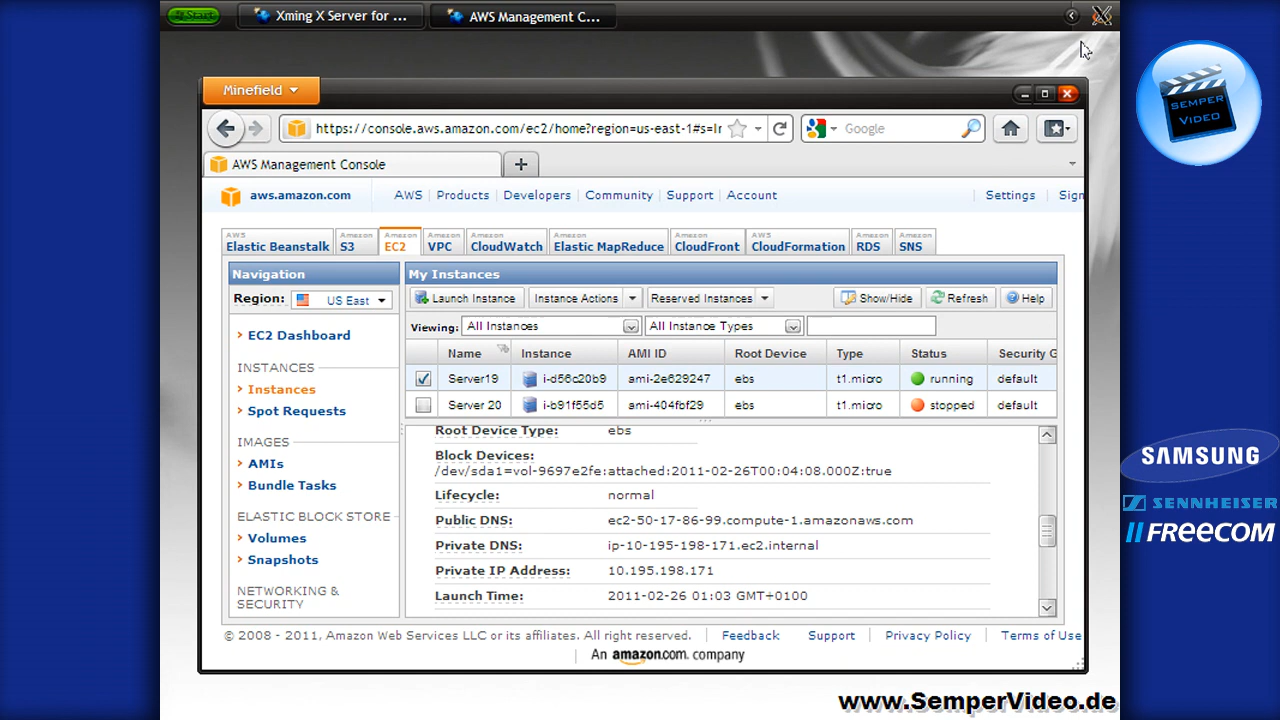 Start
Xming X Server for ...
AWS Management C...
SEMPER
VIDEO
Minefield
https://console.aws.amazon.com/ec2/home?region=us-east-1#s=Ir
Google
AWS Management Console
aws.amazon.com
AWS | Products | Developers | Community | Support | Account
Settings | Sign
AWS Elastic Beanstalk
Amazon S3
Amazon EC2
Amazon VPC
Amazon CloudWatch
Amazon Elastic MapReduce
Amazon CloudFront
AWS CloudFormation
Amazon RDS
Amazon SNS
Navigation
Region: US East
EC2 Dashboard
INSTANCES
Instances
Spot Requests
IMAGES
AMIs
Bundle Tasks
ELASTIC BLOCK STORE
Volumes
Snapshots
NETWORKING &
SECURITY
My Instances
Launch Instance Instance Actions Reserved Instances Show/Hide Refresh Help
Viewing: All Instances All Instance Types
Name Instance AMI ID Root Device Type Status Security G
Server19 i-d56c20b9 ami-2e629247 ebs t1.micro running default
Server 20 i-b91f55d5 ami-404fbf29 ebs t1.micro stopped default
Root Device Type: ebs
Block Devices:
/dev/sda1=vol-9697e2fe:attached:2011-02-26T00:04:08.000Z:true
Lifecycle: normal
Public DNS: ec2-50-17-86-99.compute-1.amazonaws.com
Private DNS: ip-10-195-198-171.ec2.internal
Private IP Address: 10.195.198.171
Launch Time: 2011-02-26 01:03 GMT+0100
© 2008 - 2011, Amazon Web Services LLC or its affiliates. All right reserved. | Feedback Support | Privacy Policy | Terms of Use
| An amazon.com company
SAMSUNG
SENNHEISER
FREECOM
www.SemperVideo.de